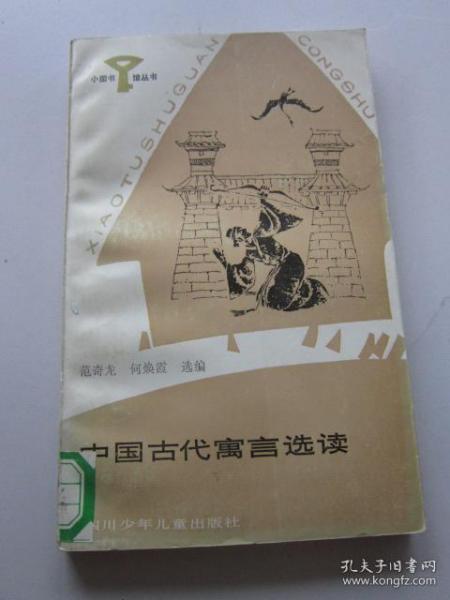 小图书馆丛书
XIAOTUSHUGUAN CONGSHU
范奇龙 何焕霞 选编
中国古代寓言选读
四川少年儿童出版社
孔夫子旧书网
www.kongfz.com